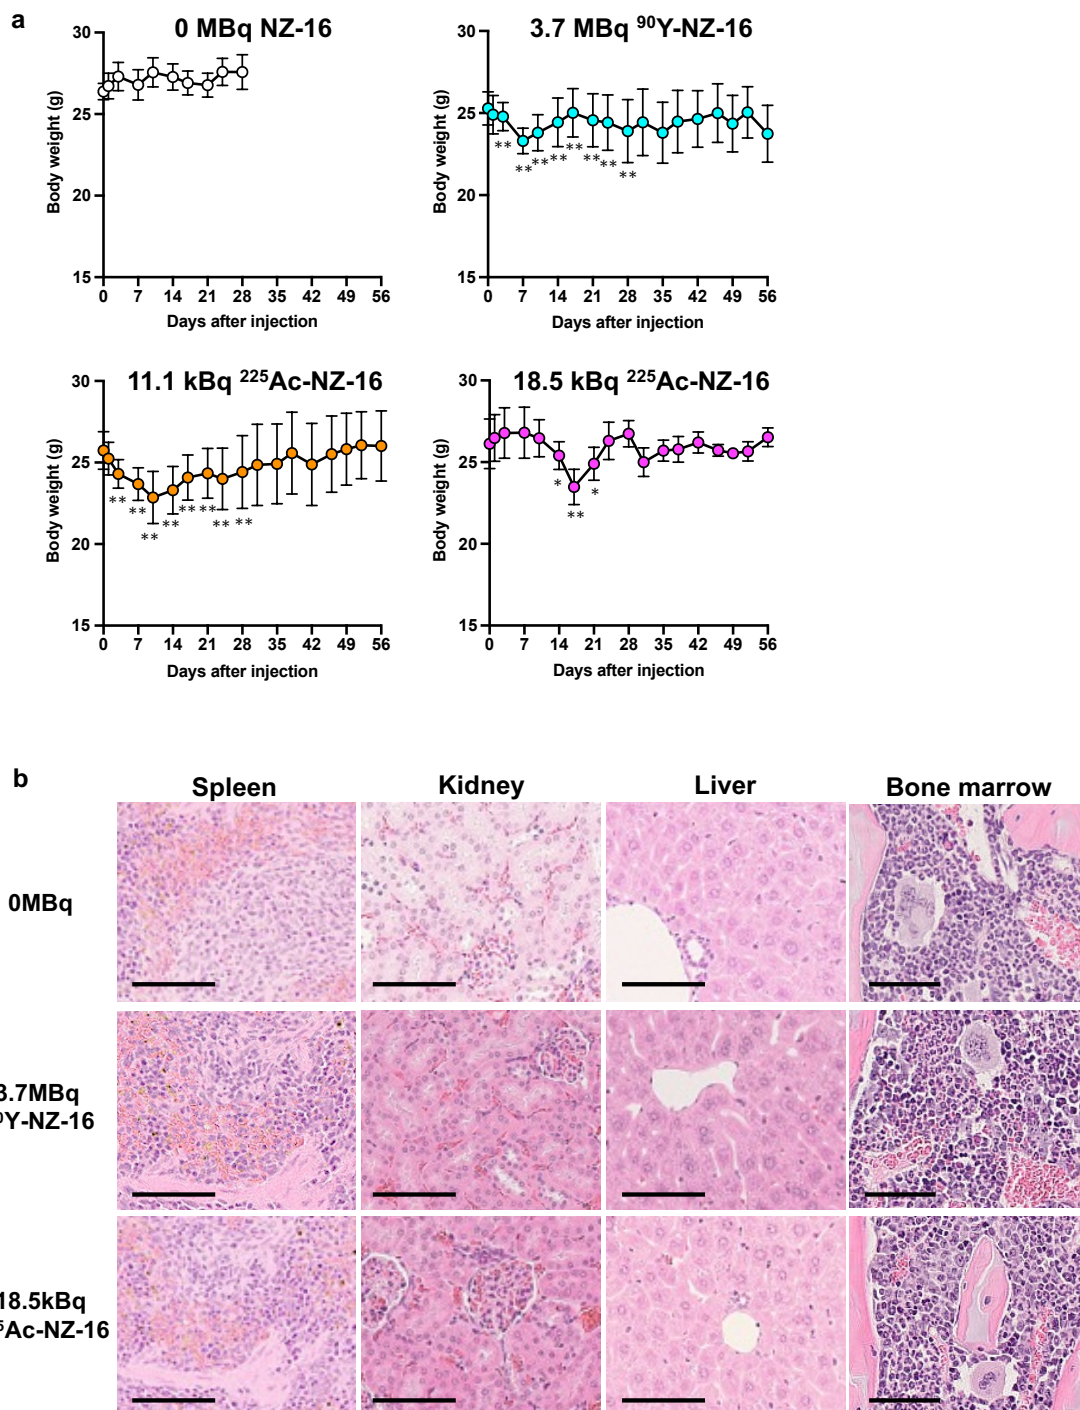 a
0 MBq NZ-16
30
25
20
15
Body weight (g)
0 7 14 21 28 35 42 49 56
Days after injection
3.7 MBq ⁹⁰Y-NZ-16
30
25
20
15
Body weight (g)
** ** ** ** ** ** ** **
0 7 14 21 28 35 42 49 56
Days after injection
11.1 kBq ²²⁵Ac-NZ-16
30
25
20
15
Body weight (g)
** ** ** ** ** ** ** **
0 7 14 21 28 35 42 49 56
Days after injection
18.5 kBq ²²⁵Ac-NZ-16
30
25
20
15
Body weight (g)
* ** *
0 7 14 21 28 35 42 49 56
Days after injection
b
Spleen Kidney Liver Bone marrow
0MBq
3.7MBq
⁰Y-NZ-16
18.5kBq
⁵Ac-NZ-16